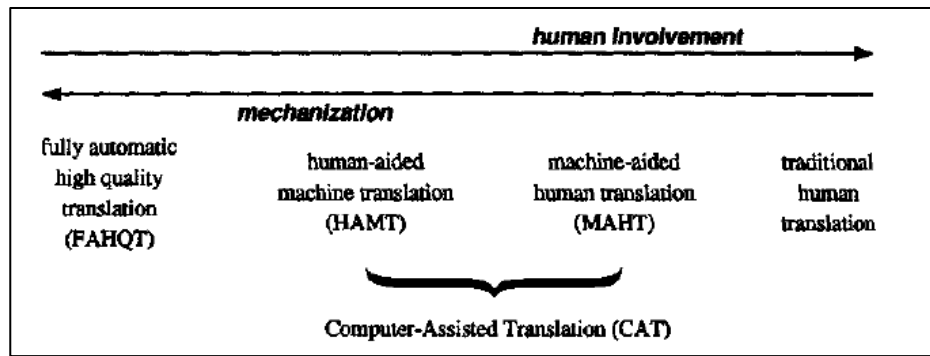 human Involvement
mechanization
fully automatic
high quality
translation
(FAHQT)
human-aided
machine translation
(HAMT)
machine-aided
human translation
(MAHT)
traditional
human
translation
Computer-Assisted Translation (CAT)